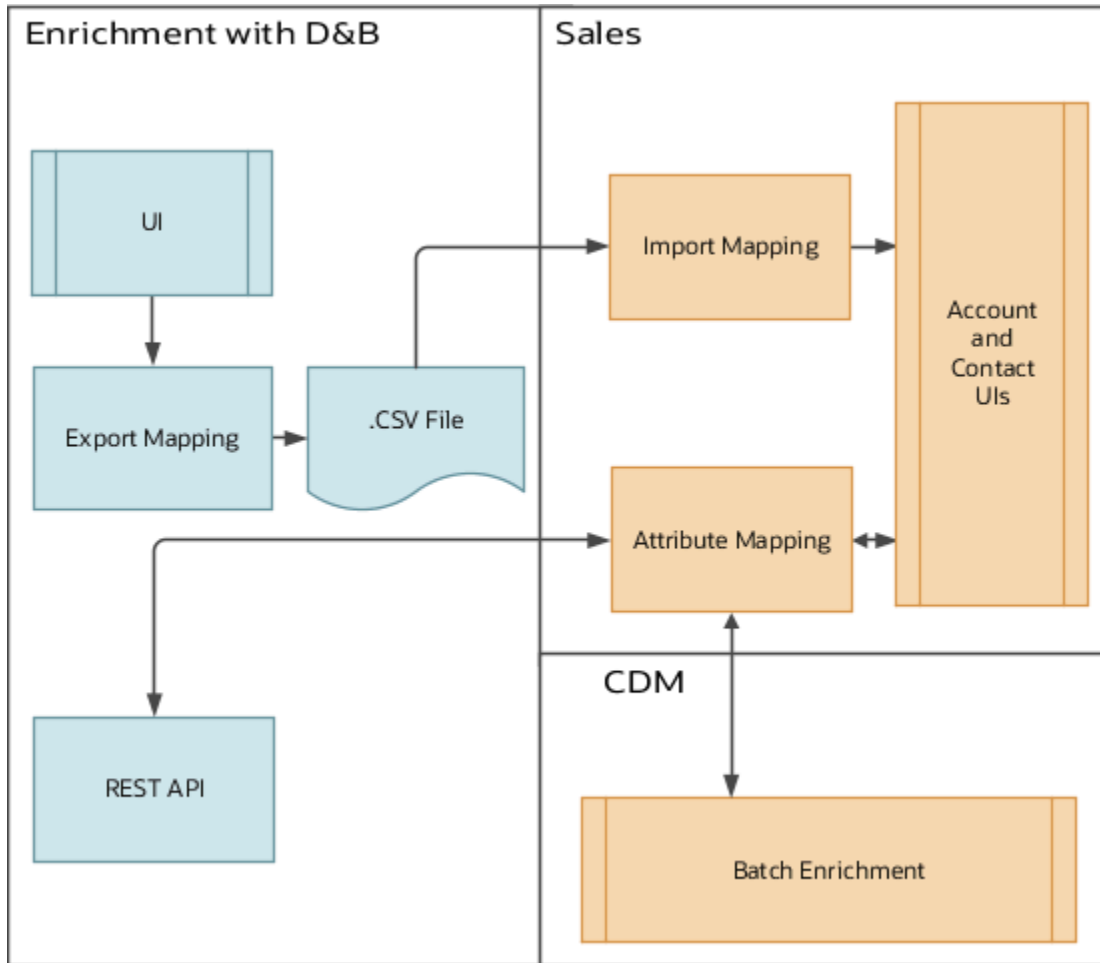 Enrichment with D&B
Sales
UI
Import Mapping
Account
and
Contact
UIs
Export Mapping
.CSV File
Attribute Mapping
REST API
CDM
Batch Enrichment